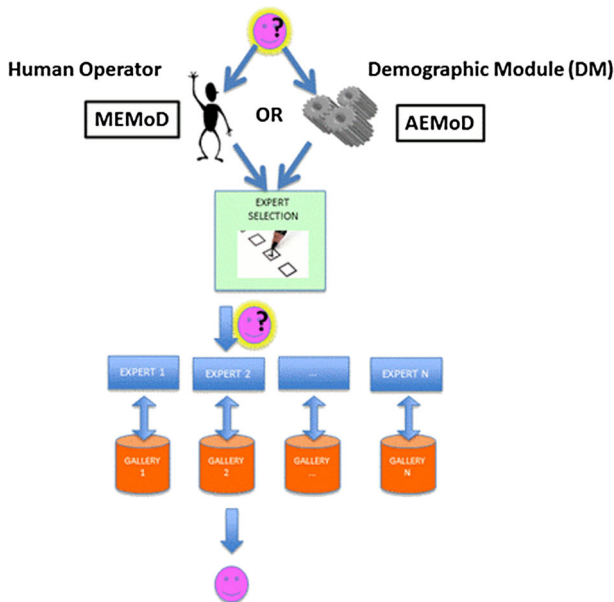 ?
Human Operator
Demographic Module (DM)
MEMoD
OR
AEMoD
EXPERT
SELECTION
?
EXPERT 1
EXPERT 2
...
EXPERT N
GALLERY
1
GALLERY
2
GALLERY
...
GALLERY
N